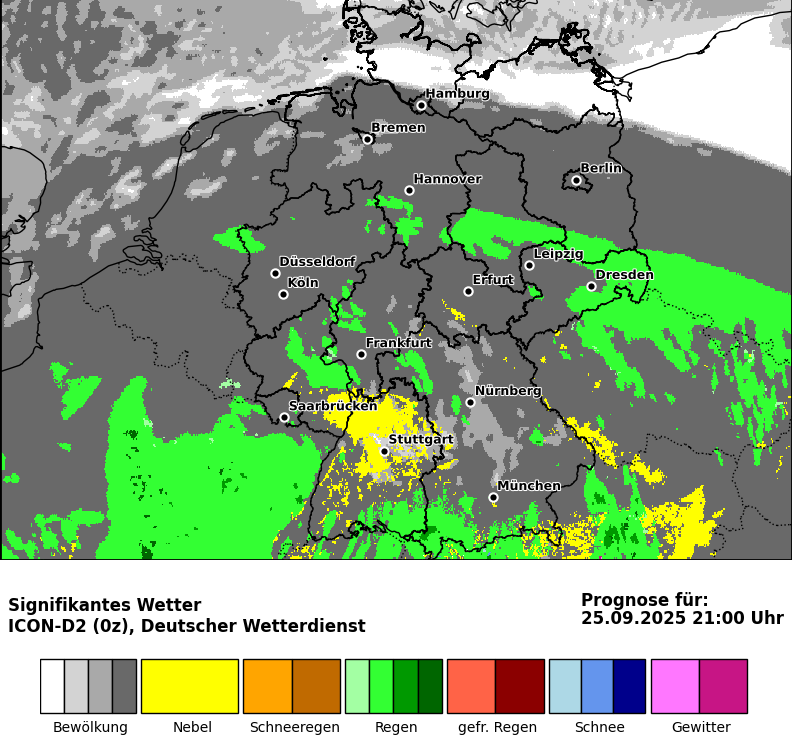 Hamburg
Bremen
Berlin
Hannover
Leipzig
Düsseldorf
Dresden
Köln
Erfurt
Frankfurt
Nürnberg
Saarbrücken
Stuttgart
München
Signifikantes Wetter
ICON-D2 (0z), Deutscher Wetterdienst
Prognose für:
25.09.2025 21:00 Uhr
Bewölkung Nebel Schneeregen Regen gefr. Regen Schnee Gewitter